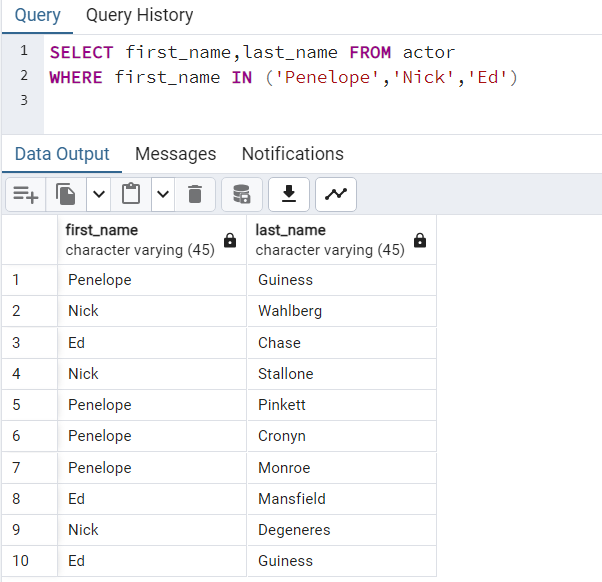 Query Query History
1 SELECT first_name,last_name FROM actor
2 WHERE first_name IN ('Penelope','Nick','Ed')
3
Data Output Messages Notifications
first_name last_name
character varying (45) character varying (45)
1 Penelope Guiness
2 Nick Wahlberg
3 Ed Chase
4 Nick Stallone
5 Penelope Pinkett
6 Penelope Cronyn
7 Penelope Monroe
8 Ed Mansfield
9 Nick Degeneres
10 Ed Guiness